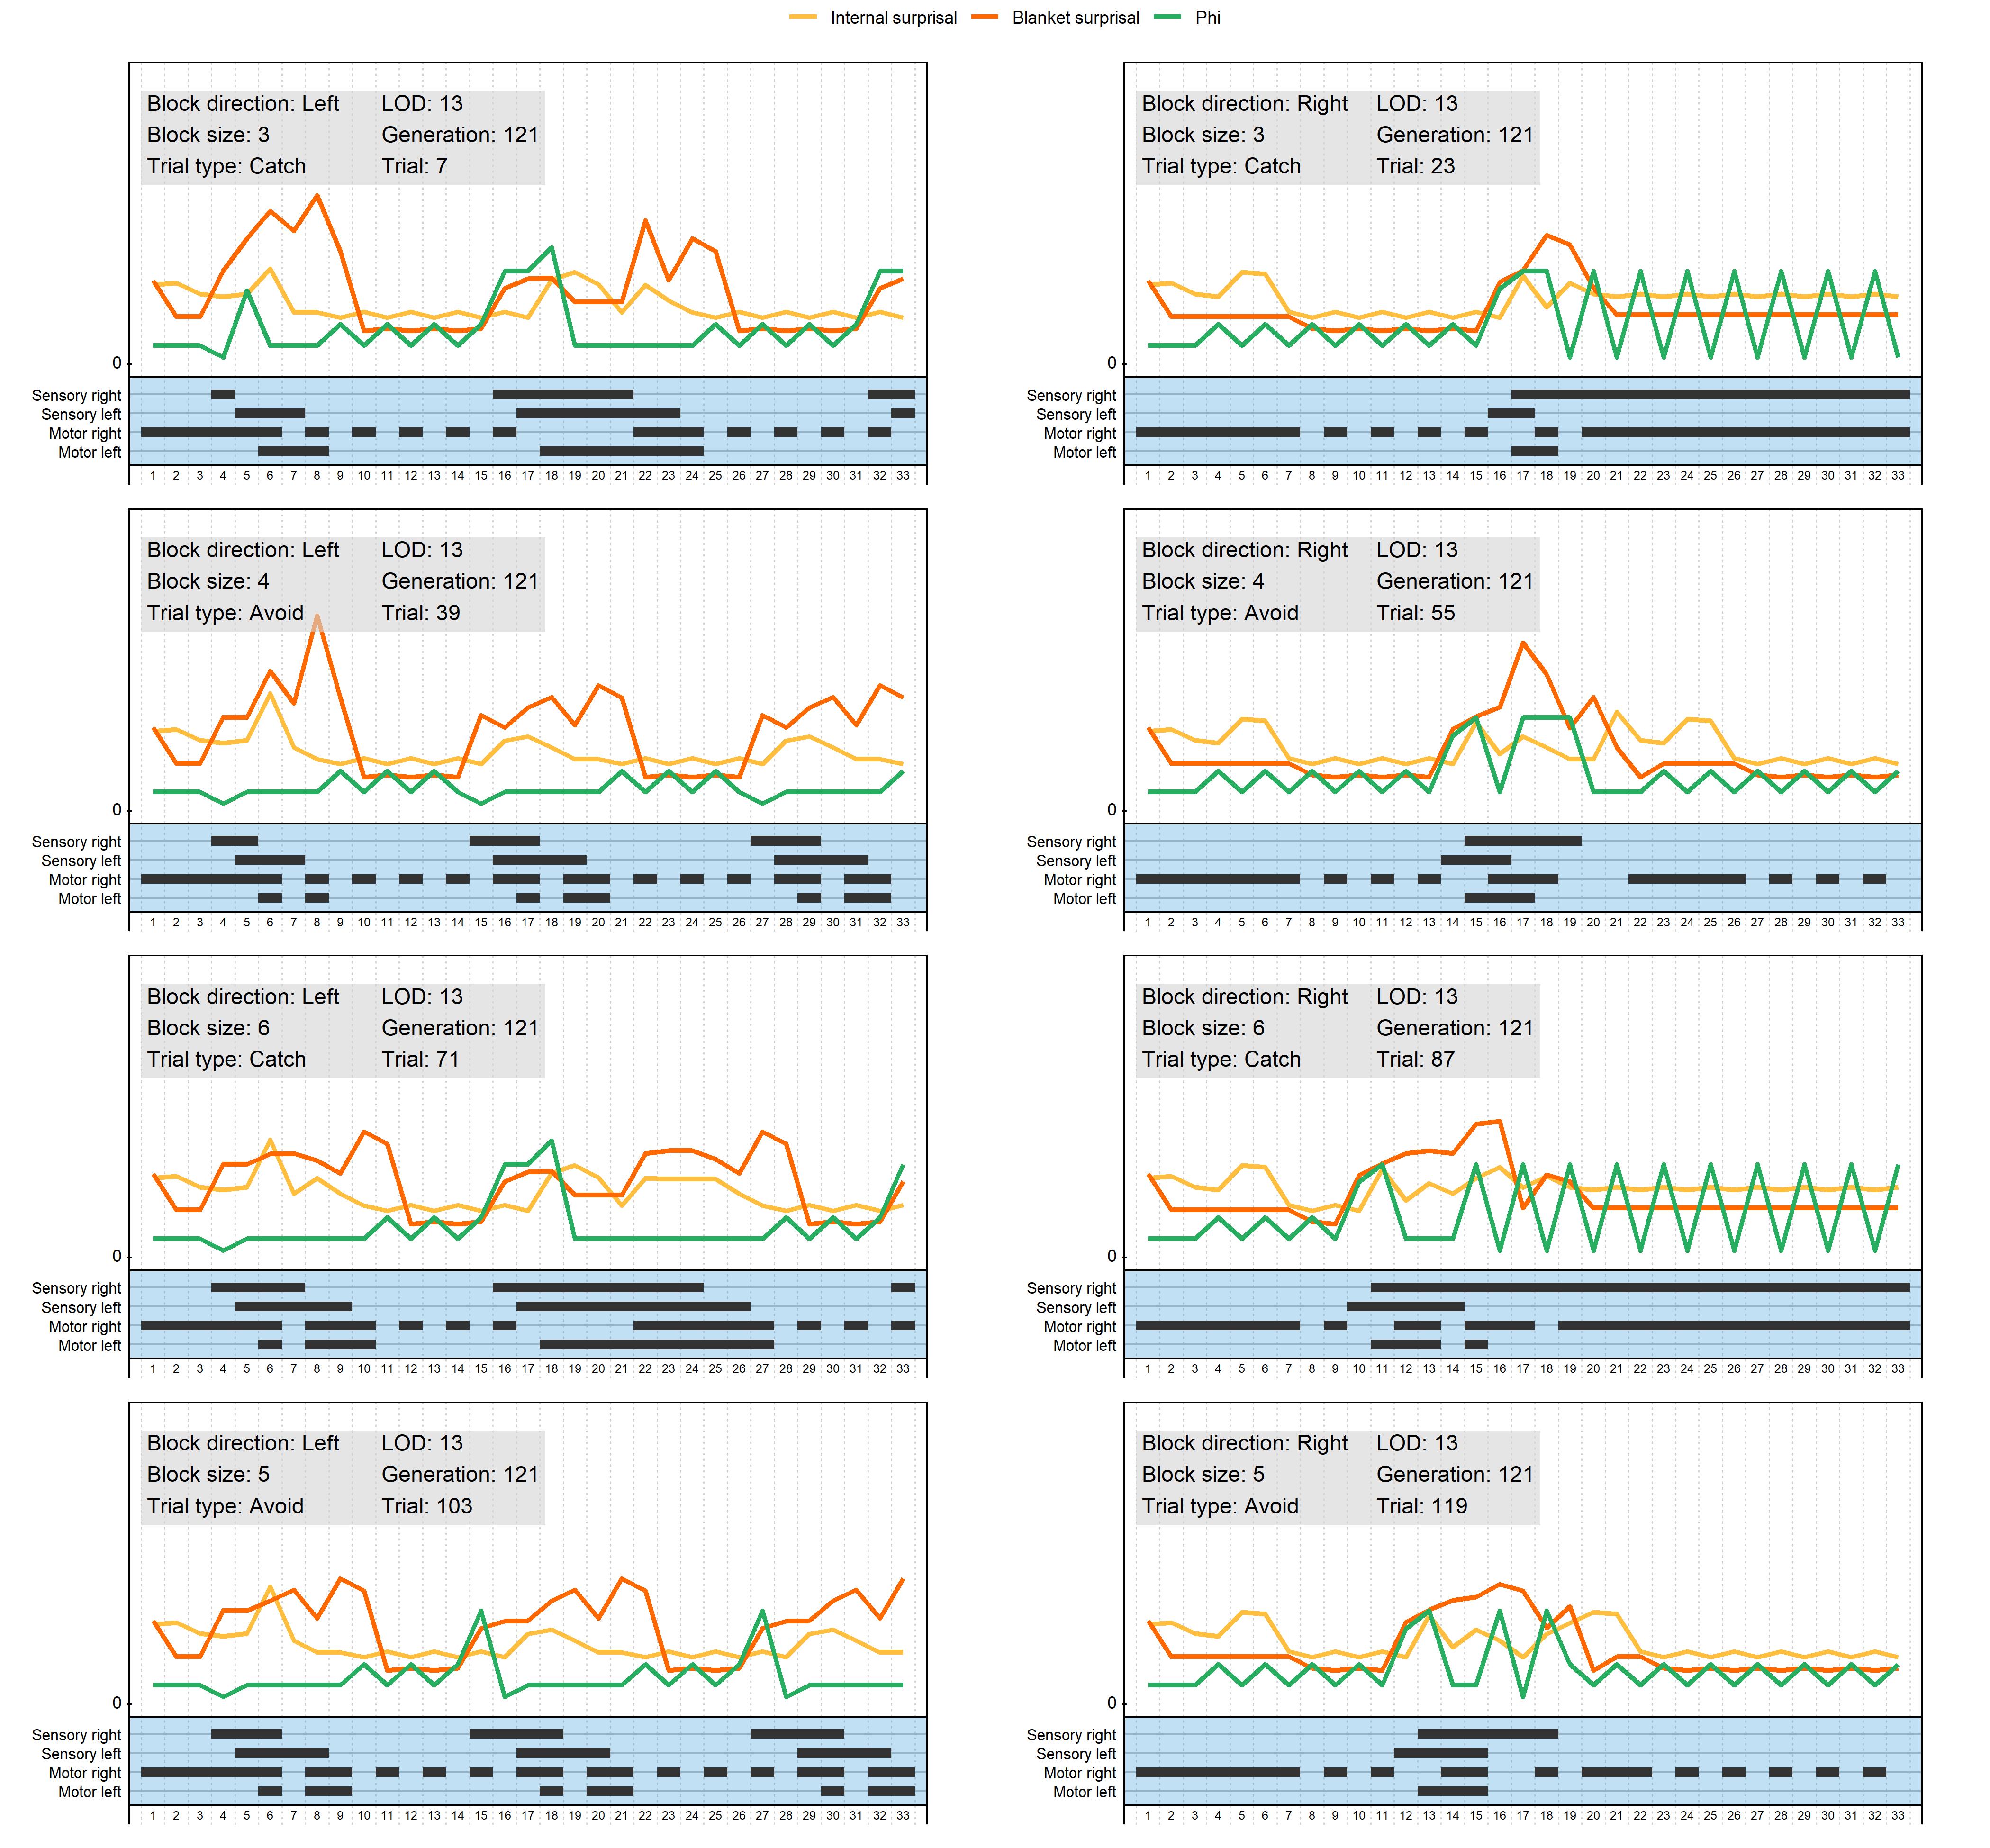 Internal surprisal Blanket surprisal Phi
Block direction: Left LOD: 13
Block size: 3 Generation: 121
Trial type: Catch Trial: 7
0
Sensory right
Sensory left
Motor right
Motor left
1 2 3 4 5 6 7 8 9 10 11 12 13 14 15 16 17 18 19 20 21 22 23 24 25 26 27 28 29 30 31 32 33
Block direction: Right LOD: 13
Block size: 3 Generation: 121
Trial type: Catch Trial: 23
0
Sensory right
Sensory left
Motor right
Motor left
1 2 3 4 5 6 7 8 9 10 11 12 13 14 15 16 17 18 19 20 21 22 23 24 25 26 27 28 29 30 31 32 33
Block direction: Left LOD: 13
Block size: 4 Generation: 121
Trial type: Avoid Trial: 39
0
Sensory right
Sensory left
Motor right
Motor left
1 2 3 4 5 6 7 8 9 10 11 12 13 14 15 16 17 18 19 20 21 22 23 24 25 26 27 28 29 30 31 32 33
Block direction: Right LOD: 13
Block size: 4 Generation: 121
Trial type: Avoid Trial: 55
0
Sensory right
Sensory left
Motor right
Motor left
1 2 3 4 5 6 7 8 9 10 11 12 13 14 15 16 17 18 19 20 21 22 23 24 25 26 27 28 29 30 31 32 33
Block direction: Left LOD: 13
Block size: 6 Generation: 121
Trial type: Catch Trial: 71
0
Sensory right
Sensory left
Motor right
Motor left
1 2 3 4 5 6 7 8 9 10 11 12 13 14 15 16 17 18 19 20 21 22 23 24 25 26 27 28 29 30 31 32 33
Block direction: Right LOD: 13
Block size: 6 Generation: 121
Trial type: Catch Trial: 87
0
Sensory right
Sensory left
Motor right
Motor left
1 2 3 4 5 6 7 8 9 10 11 12 13 14 15 16 17 18 19 20 21 22 23 24 25 26 27 28 29 30 31 32 33
Block direction: Left LOD: 13
Block size: 5 Generation: 121
Trial type: Avoid Trial: 103
0
Sensory right
Sensory left
Motor right
Motor left
1 2 3 4 5 6 7 8 9 10 11 12 13 14 15 16 17 18 19 20 21 22 23 24 25 26 27 28 29 30 31 32 33
Block direction: Right LOD: 13
Block size: 5 Generation: 121
Trial type: Avoid Trial: 119
0
Sensory right
Sensory left
Motor right
Motor left
1 2 3 4 5 6 7 8 9 10 11 12 13 14 15 16 17 18 19 20 21 22 23 24 25 26 27 28 29 30 31 32 33